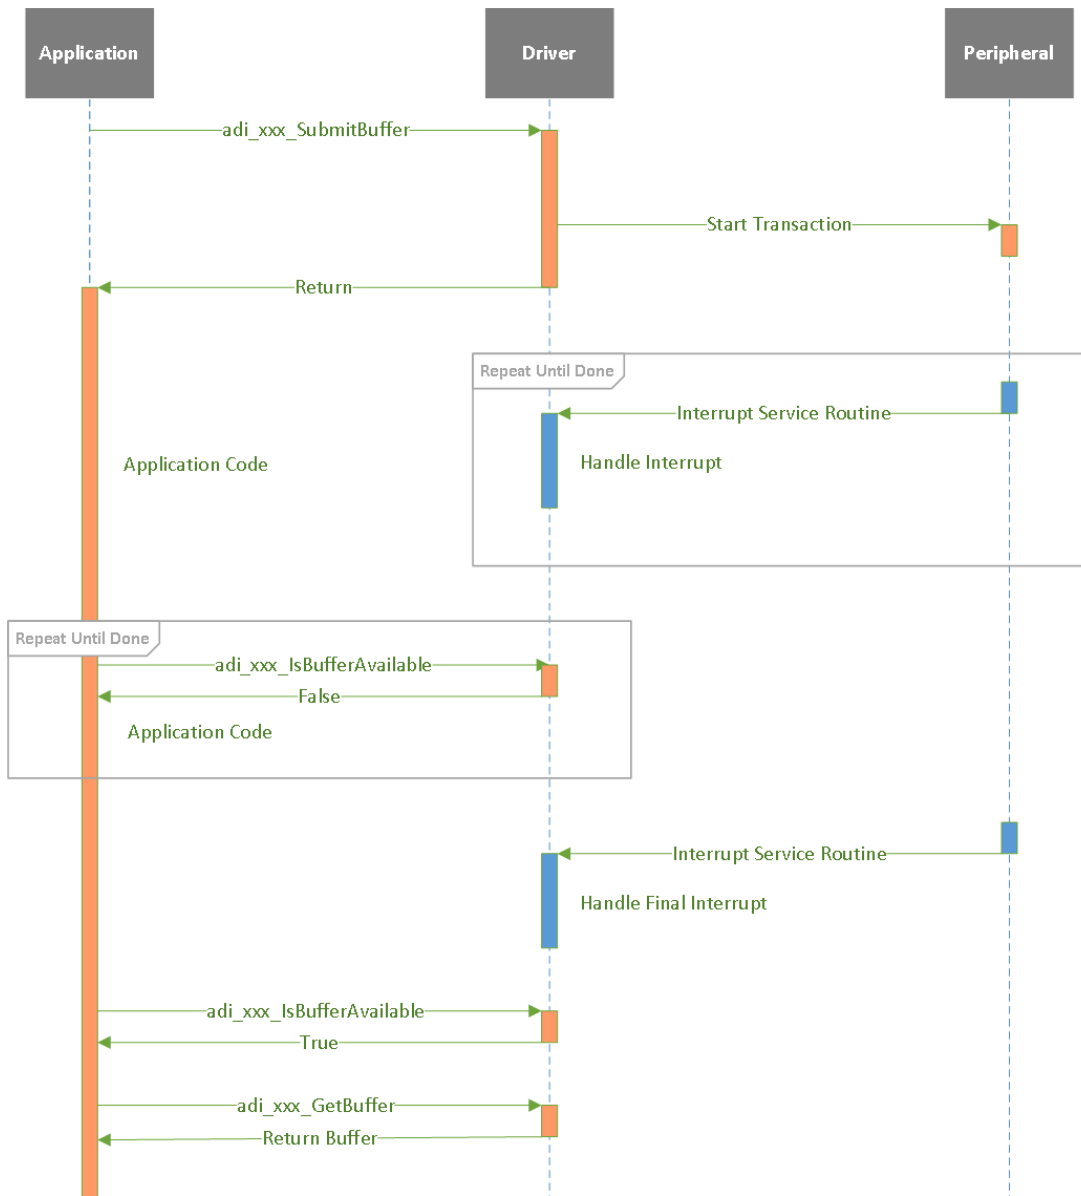 Application
Driver
Peripheral
adi_xxx_SubmitBuffer
Start Transaction
Return
Repeat Until Done
Interrupt Service Routine
Application Code
Handle Interrupt
Repeat Until Done
adi_xxx_IsBufferAvailable
False
Application Code
Interrupt Service Routine
Handle Final Interrupt
adi_xxx_IsBufferAvailable
True
adi_xxx_GetBuffer
Return Buffer